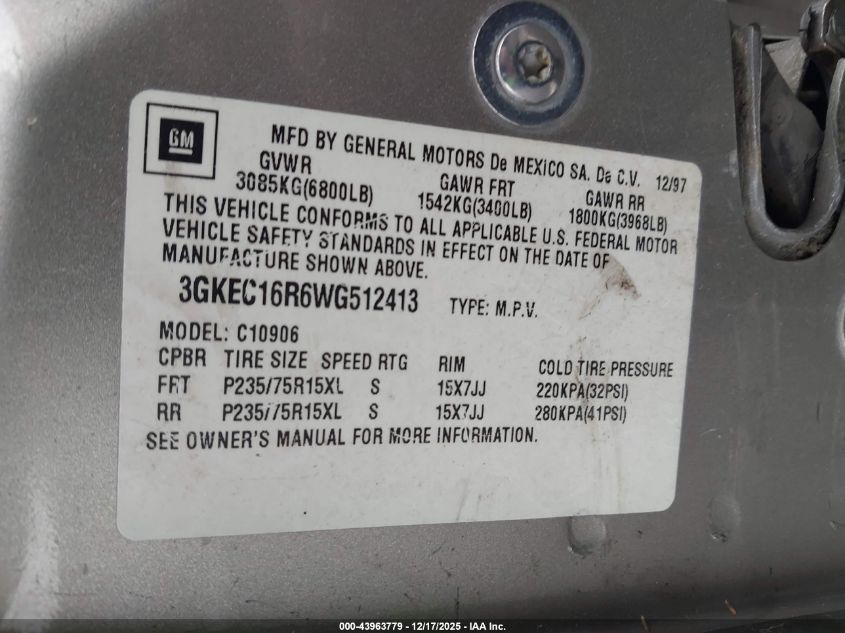 GM
MFD BY GENERAL MOTORS De MEXICO SA. De C.V. 12/97
GVWR GAWR FRT GAWR RR
3085KG(6800LB) 1542KG(3400LB) 1800KG(3968LB)
THIS VEHICLE CONFORMS TO ALL APPLICABLE U.S. FEDERAL MOTOR
VEHICLE SAFETY STANDARDS IN EFFECT ON THE DATE OF
MANUFACTURE SHOWN ABOVE.
3GKEC16R6WG512413 TYPE: M.P.V.
MODEL: C10906
CPBR TIRE SIZE SPEED RTG RIM COLD TIRE PRESSURE
FRT P235/75R15XL S 15X7JJ 220KPA(32PSI)
RR P235/75R15XL S 15X7JJ 280KPA(41PSI)
SEE OWNER'S MANUAL FOR MORE INFORMATION.
000-43963779 - 12/17/2025 - IAA Inc.